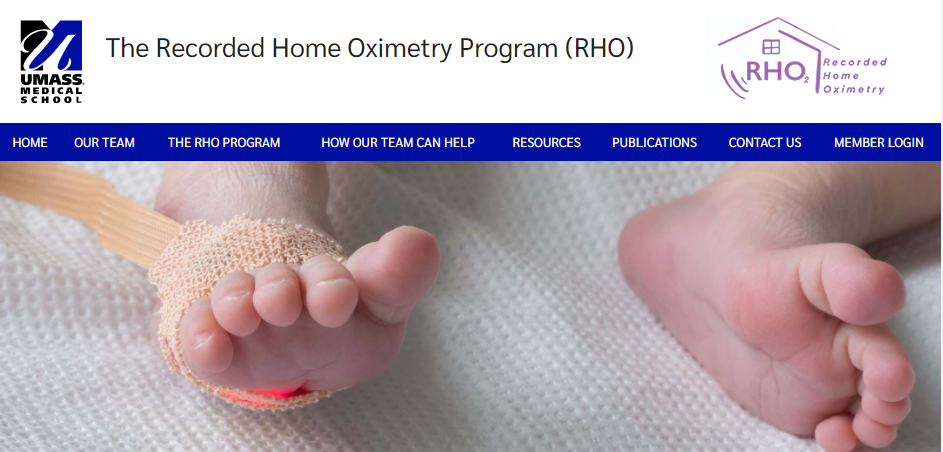 UMASS
MEDICAL
SCHOOL
The Recorded Home Oximetry Program (RHO)
RHO2
Recorded
Home
Oximetry
HOME OUR TEAM THE RHO PROGRAM HOW OUR TEAM CAN HELP RESOURCES PUBLICATIONS CONTACT US MEMBER LOGIN